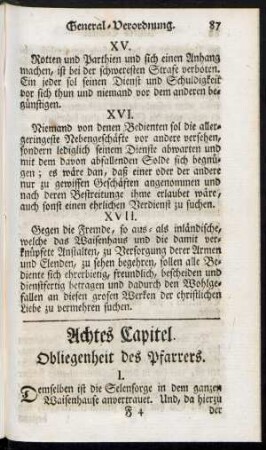 General-Verordnung. 87
XV.
Rotten und Parthien und sich einen Anhang
machen, ist bei der schweresten Strafe verboten.
Ein jeder sol seinen Dienst und Schuldigkeit
vor sich thun und niemand vor dem anderen be-
günstigen.
XVI.
Niemand von denen Bedienten sol die aller-
geringeste Nebengeschäfte vor andere versehen,
sondern lediglich seinem Dienste abwarten und
mit dem davon abfallenden Solde sich begnü-
gen; es wäre dan, daß einer oder der andere
nur zu gewissen Geschäften angenommen und
nach deren Bestreitunge ihme erlaubet wäre,
auch sonst einen ehrlichen Verdienst zu suchen.
XVII.
Gegen die Fremde, so aus- als inländische,
welche das Waisenhaus und die damit ver-
knüpfete Anstalten, zu Versorgung derer Armen
und Elenden, zu sehen begehren, sollen alle Be-
diente sich ehrerbietig, freundlich, bescheiden und
dienstfertig betragen und dadurch den Wohlge-
fallen an diesen grosen Werken der christlichen
Liebe zu vermehren suchen.
Achtes Capitel.
Obliegenheit des Pfarrers.
I.
Demselben ist die Selensorge in dem ganzen
Waisenhause anvertrauet. Und, da hierzu
F 4 der